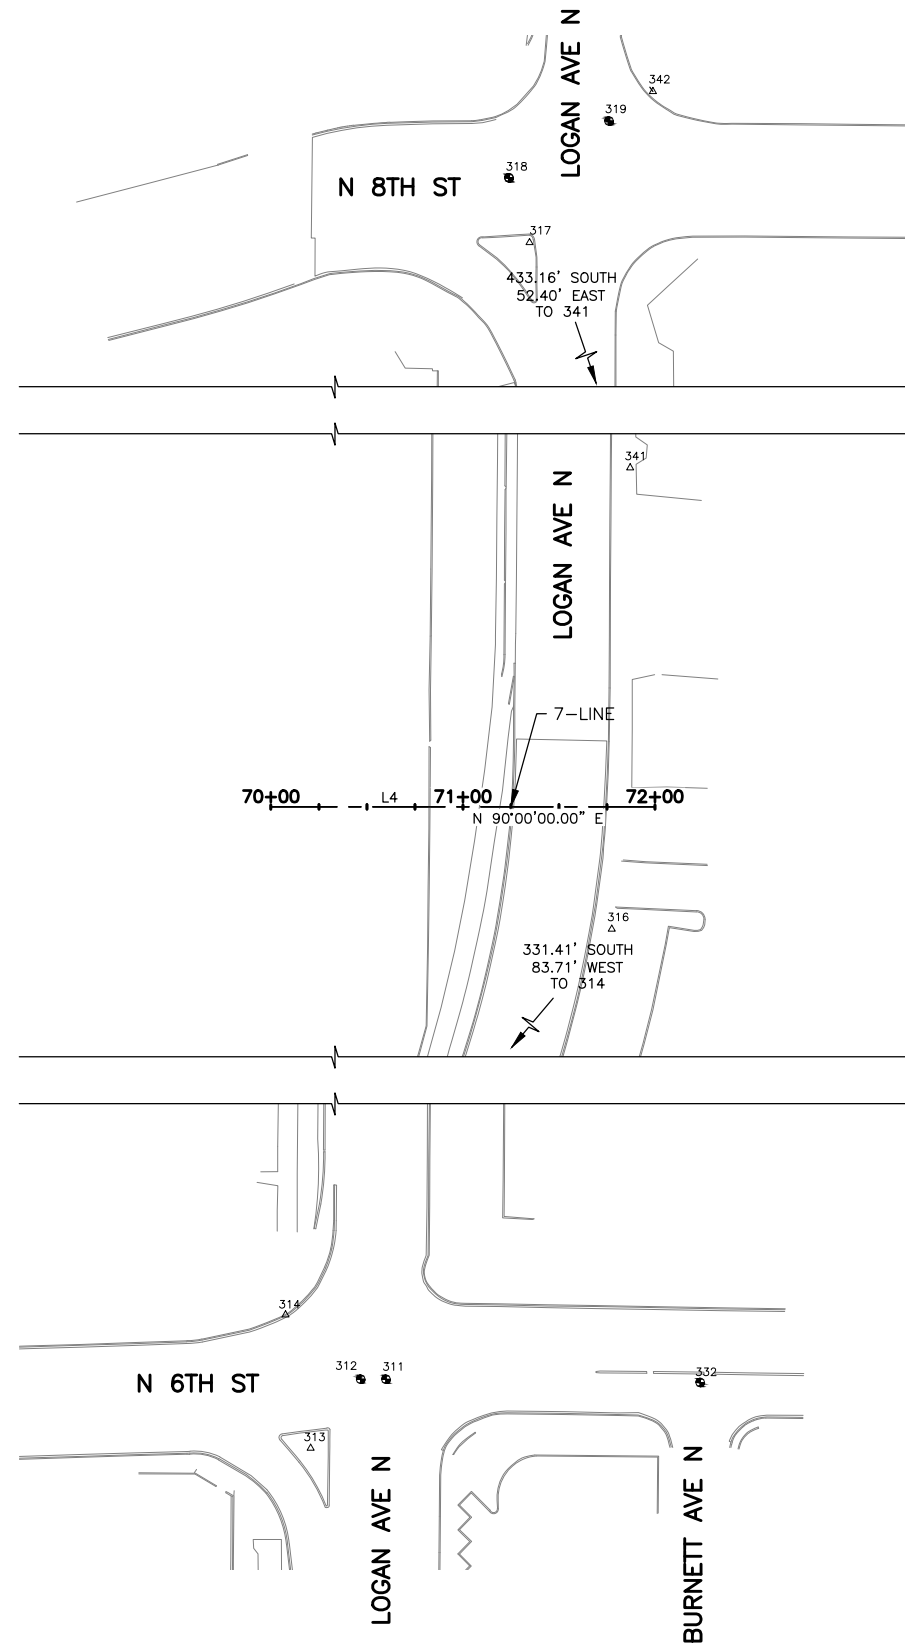 LOGAN AVE N
342
319
318
N 8TH ST
317
433.16' SOUTH
52.40' EAST
TO 341
341
LOGAN AVE N
7-LINE
70+00
L4
71+00
72+00
N 90°00'00.00" E
316
331.41' SOUTH
83.71' WEST
TO 314
314
312
311
332
N 6TH ST
313
LOGAN AVE N
BURNETT AVE N